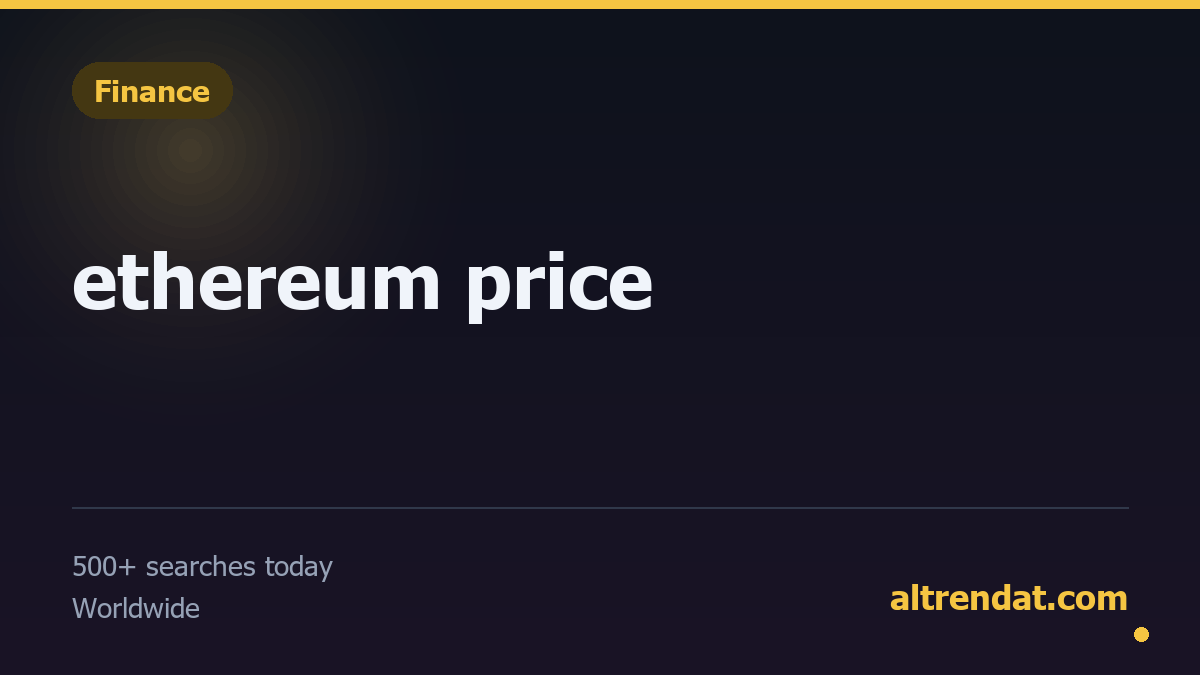 Finance
ethereum price
500+ searches today
Worldwide
altrendat.com